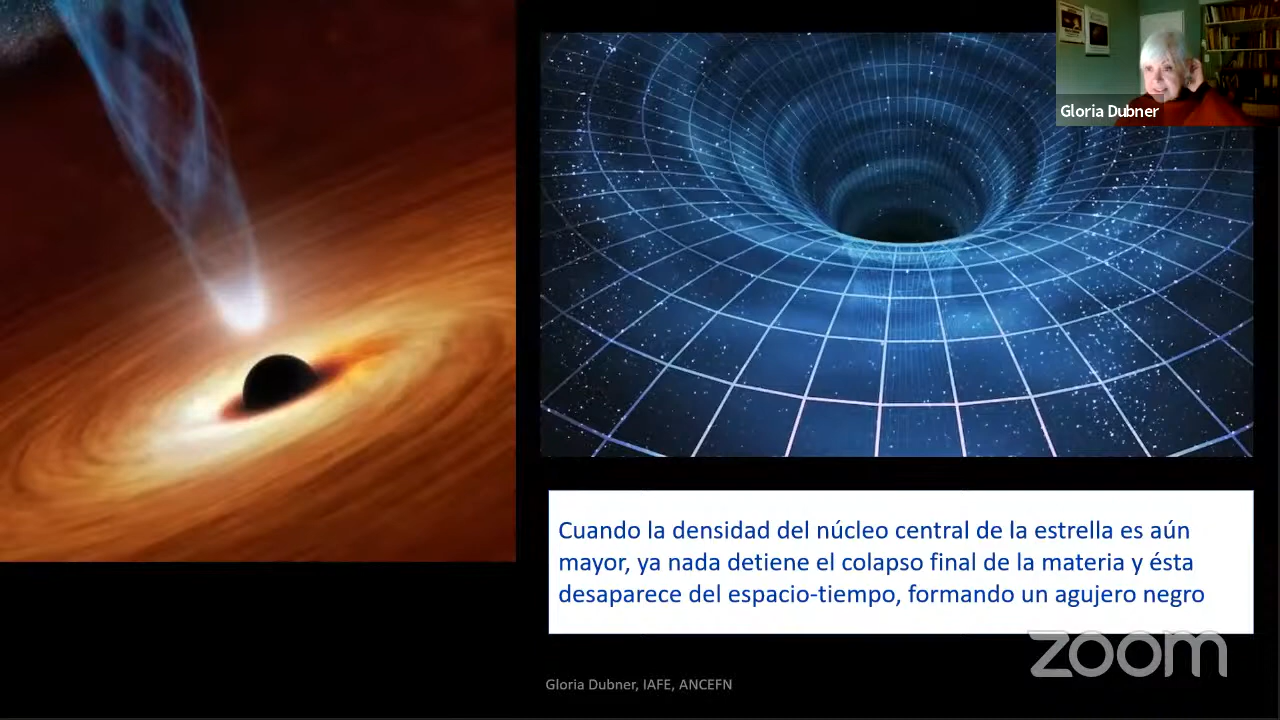 Gloria Dubner
Cuando la densidad del núcleo central de la estrella es aún
mayor, ya nada detiene el colapso final de la materia y ésta
desaparece del espacio-tiempo, formando un agujero negro
zoom
Gloria Dubner, IAFE, ANCEFN